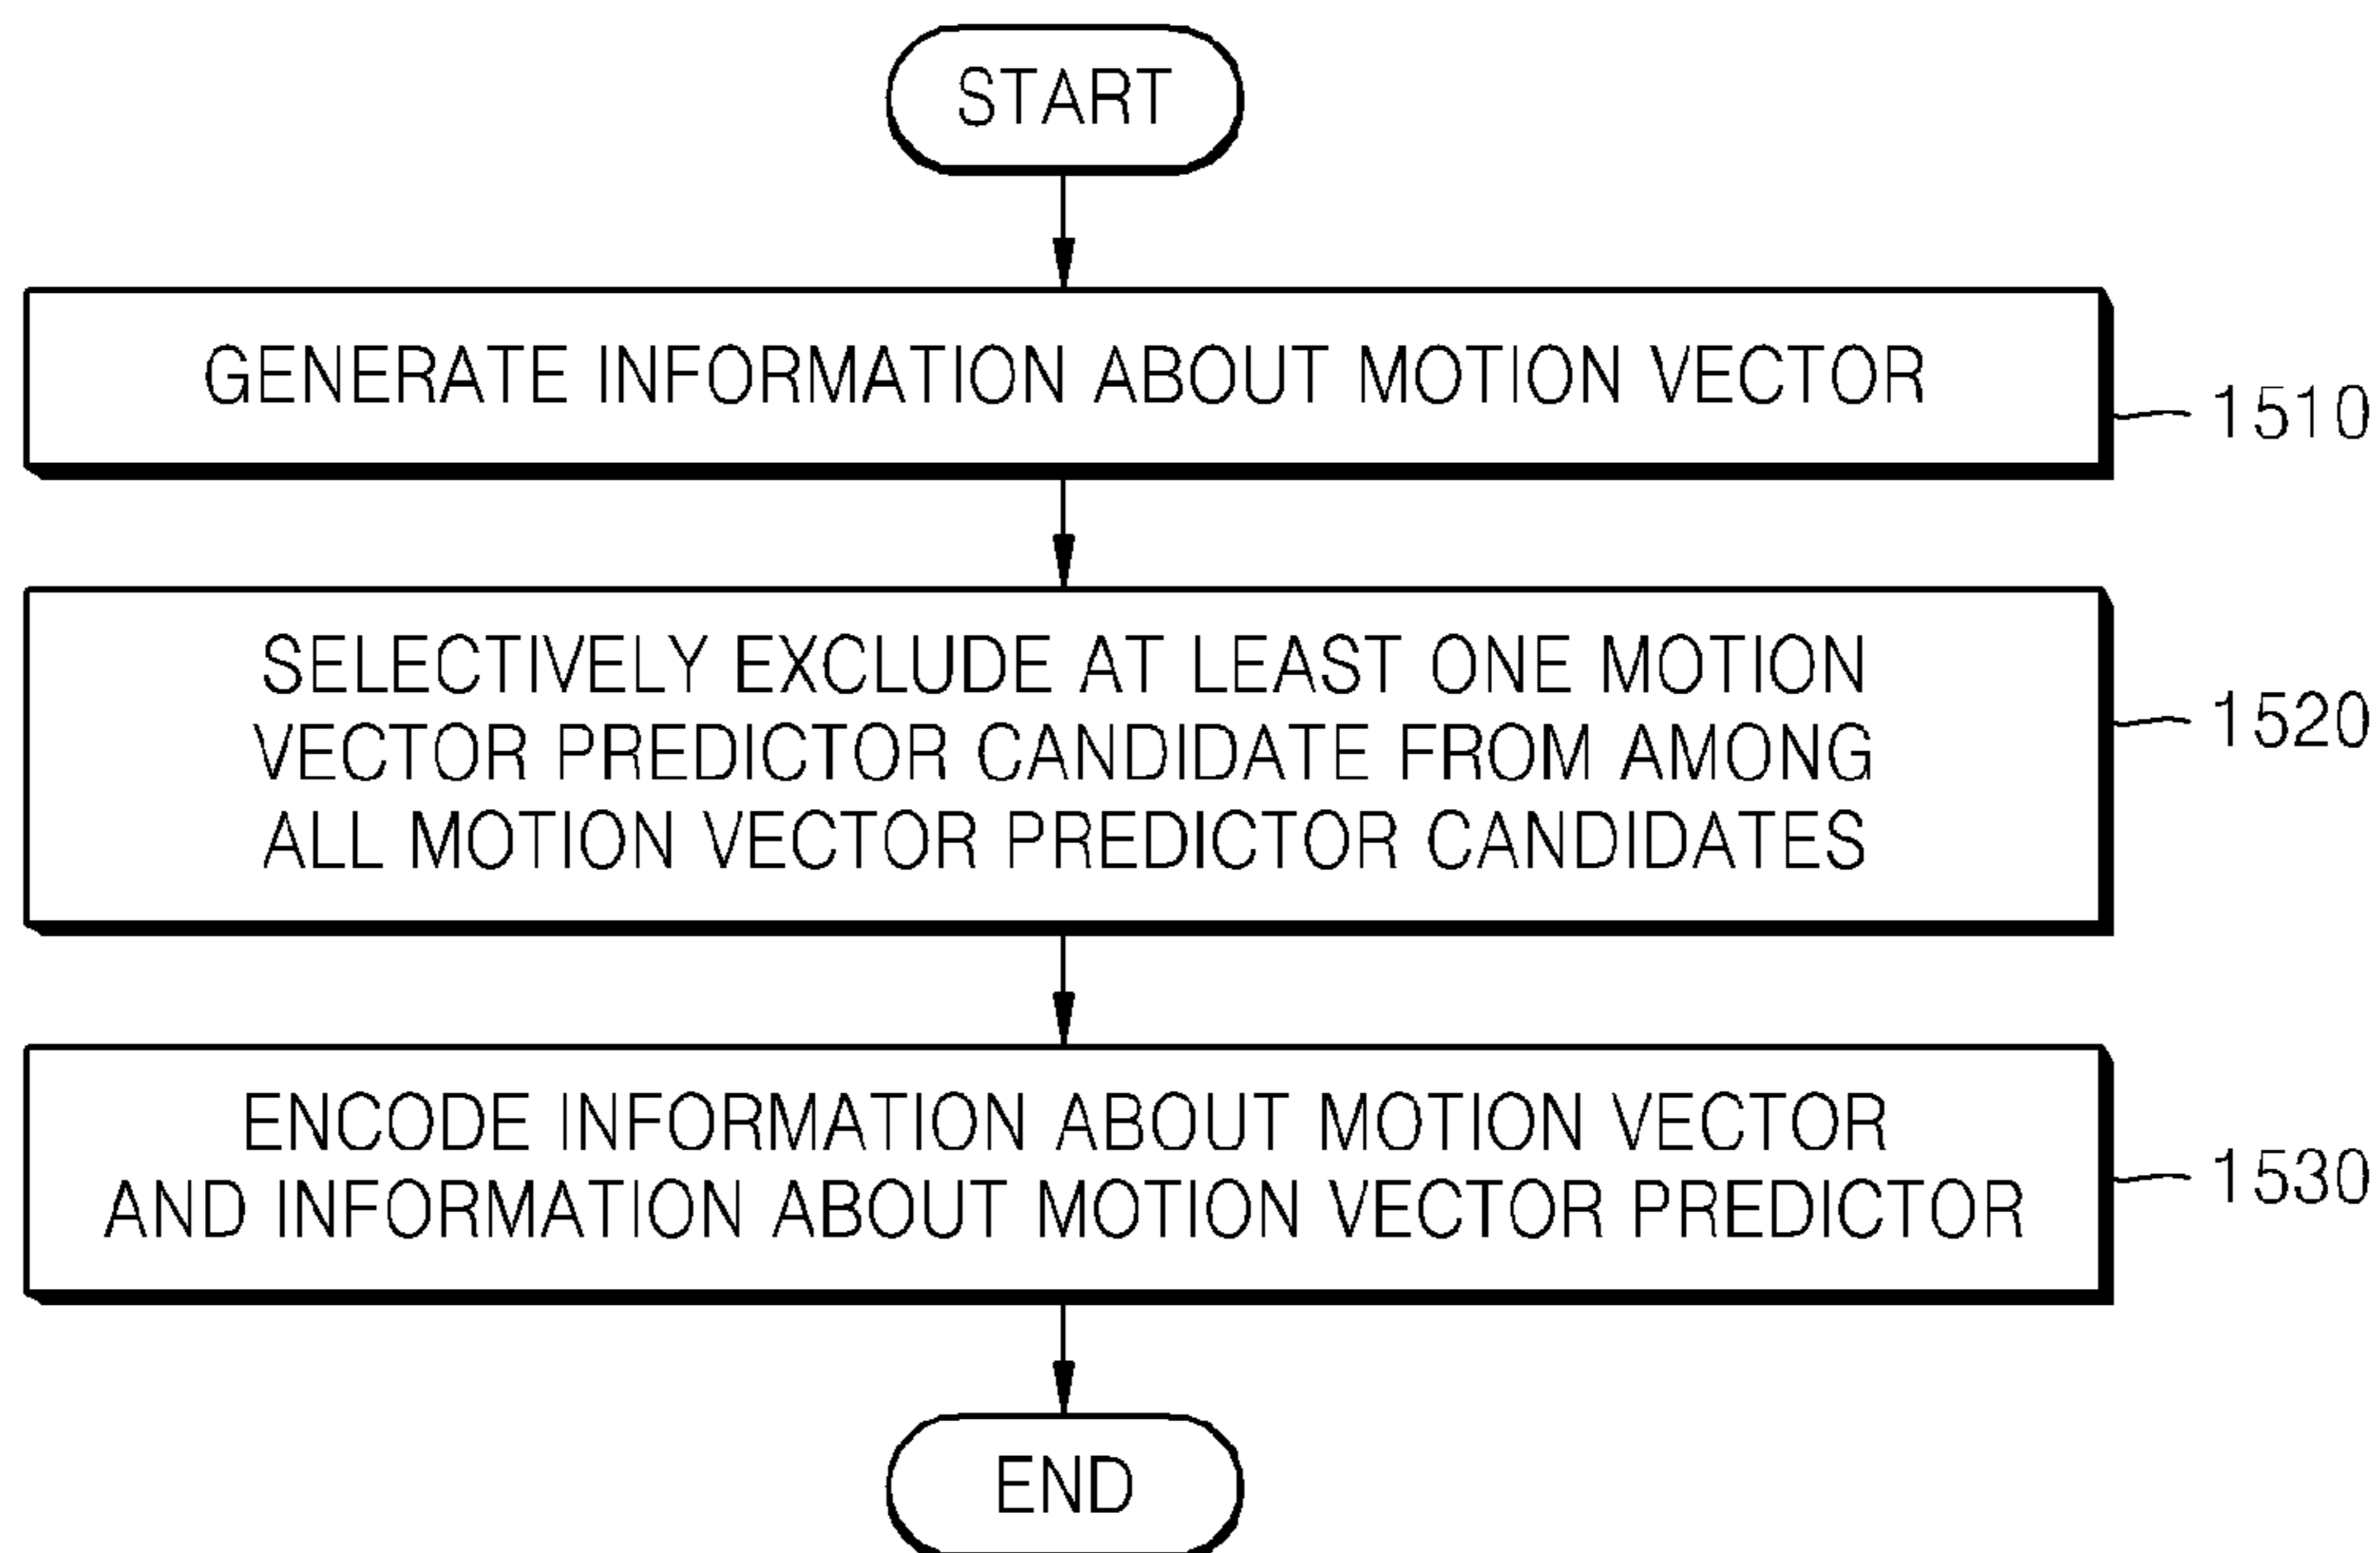 START
GENERATE INFORMATION ABOUT MOTION VECTOR
1510
SELECTIVELY EXCLUDE AT LEAST ONE MOTION
VECTOR PREDICTOR CANDIDATE FROM AMONG
ALL MOTION VECTOR PREDICTOR CANDIDATES
1520
ENCODE INFORMATION ABOUT MOTION VECTOR
AND INFORMATION ABOUT MOTION VECTOR PREDICTOR
1530
END